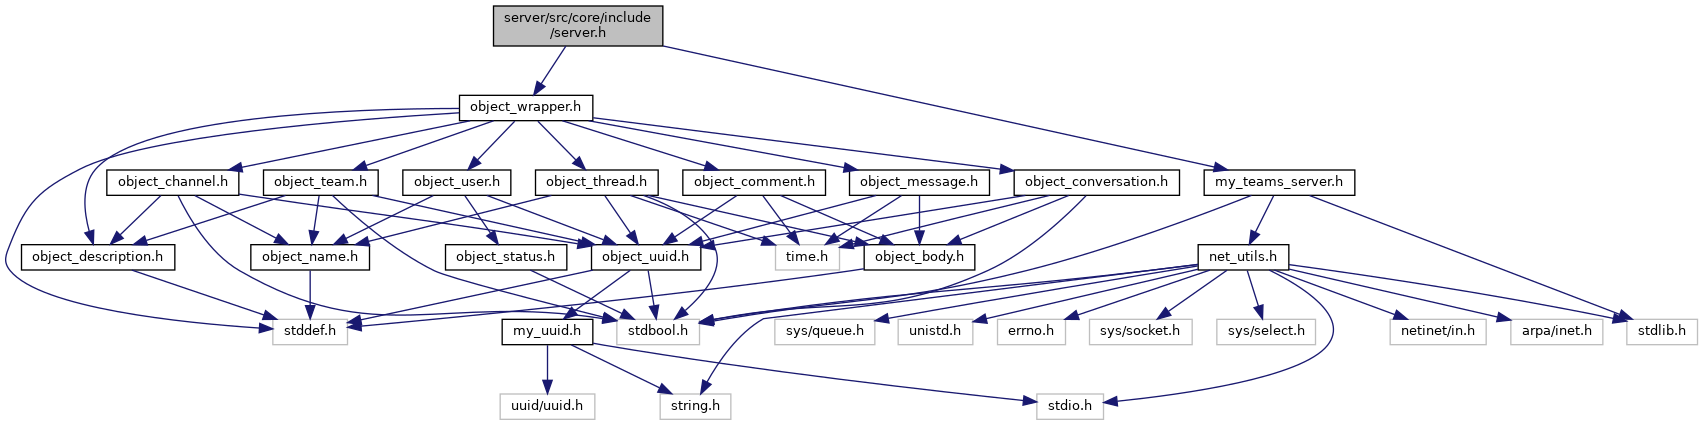 server/src/core/include
/server.h
object_wrapper.h
object_channel.h
object_team.h
object_user.h
object_thread.h
object_comment.h
object_message.h
object_conversation.h
my_teams_server.h
object_description.h
object_name.h
object_status.h
object_uuid.h
time.h
object_body.h
net_utils.h
stddef.h
my_uuid.h
stdbool.h
sys/queue.h
unistd.h
errno.h
sys/socket.h
sys/select.h
netinet/in.h
arpa/inet.h
stdlib.h
uuid/uuid.h
string.h
stdio.h